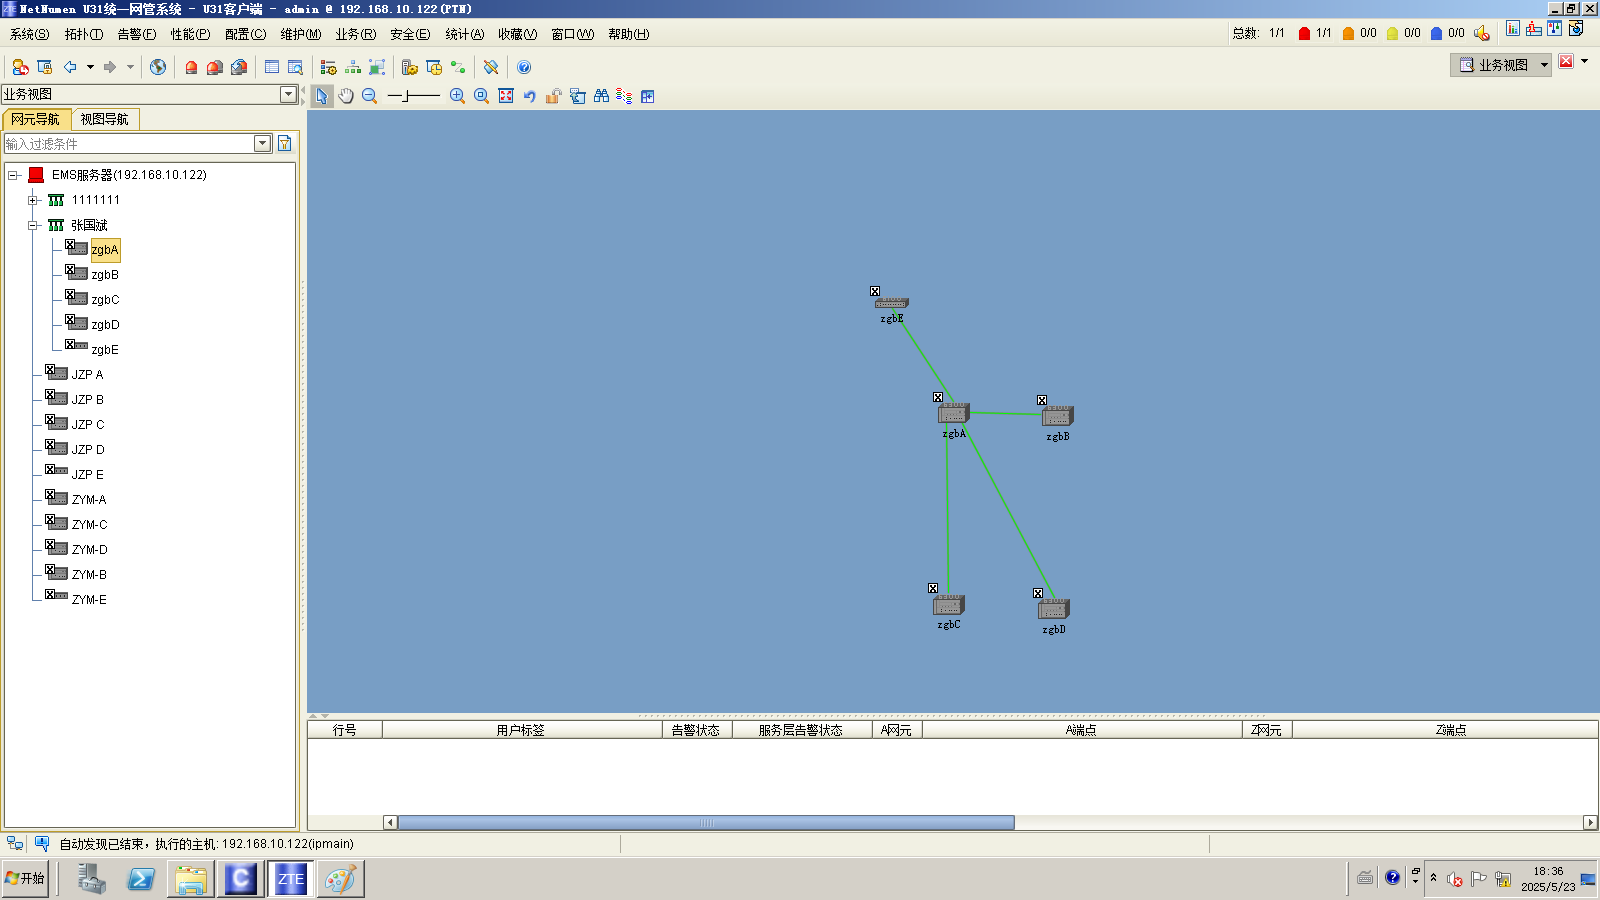 NetNumen U31统一网管系统 - U31客户端 - admin @ 192.168.10.122(PTN)
系统(S) 拓扑(T) 告警(F) 性能(P) 配置(C) 维护(M) 业务(R) 安全(E) 统计(A) 收藏(V) 窗口(W) 帮助(H)
总数: 1/1 1/1 0/0 0/0 0/0
业务视图
业务视图
网元导航 视图导航
输入过滤条件
EMS服务器(192.168.10.122)
1111111
张国斌
zgbA
zgbB
zgbC
zgbD
zgbE
JZP A
JZP B
JZP C
JZP D
JZP E
ZYM-A
ZYM-C
ZYM-D
ZYM-B
ZYM-E
zgbE
zgbA
zgbB
zgbC
zgbD
行号 用户标签 告警状态 服务层告警状态 A网元 A端点 Z网元 Z端点
自动发现已结束，执行的主机: 192.168.10.122(ipmain)
开始
C
ZTE
18:36
2025/5/23